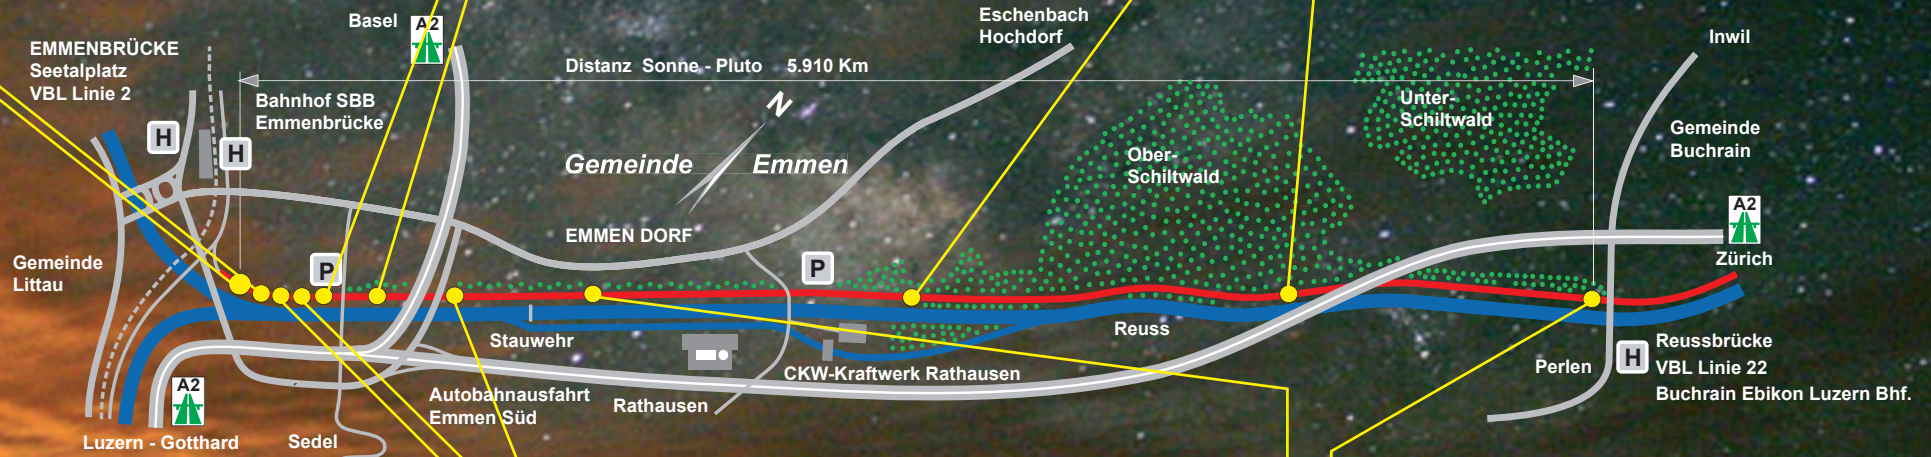 EMMENBRÜCKE
Seetalplatz
VBL Linie 2
H
H
Bahnhof SBB
Emmenbrücke
Basel
A2
Distanz Sonne - Pluto 5.910 Km
N
Gemeinde Emmen
EMMEN DORF
Eschenbach
Hochdorf
Ober-
Schiltwald
Unter-
Schiltwald
Inwil
Gemeinde
Buchrain
A2
Zürich
Gemeinde
Littau
P
P
Stauwehr
Reuss
CKW-Kraftwerk Rathausen
Rathausen
Autobahnausfahrt
Emmen Süd
A2
Luzern - Gotthard
Sedel
Perlen
H
Reussbrücke
VBL Linie 22
Buchrain Ebikon Luzern Bhf.